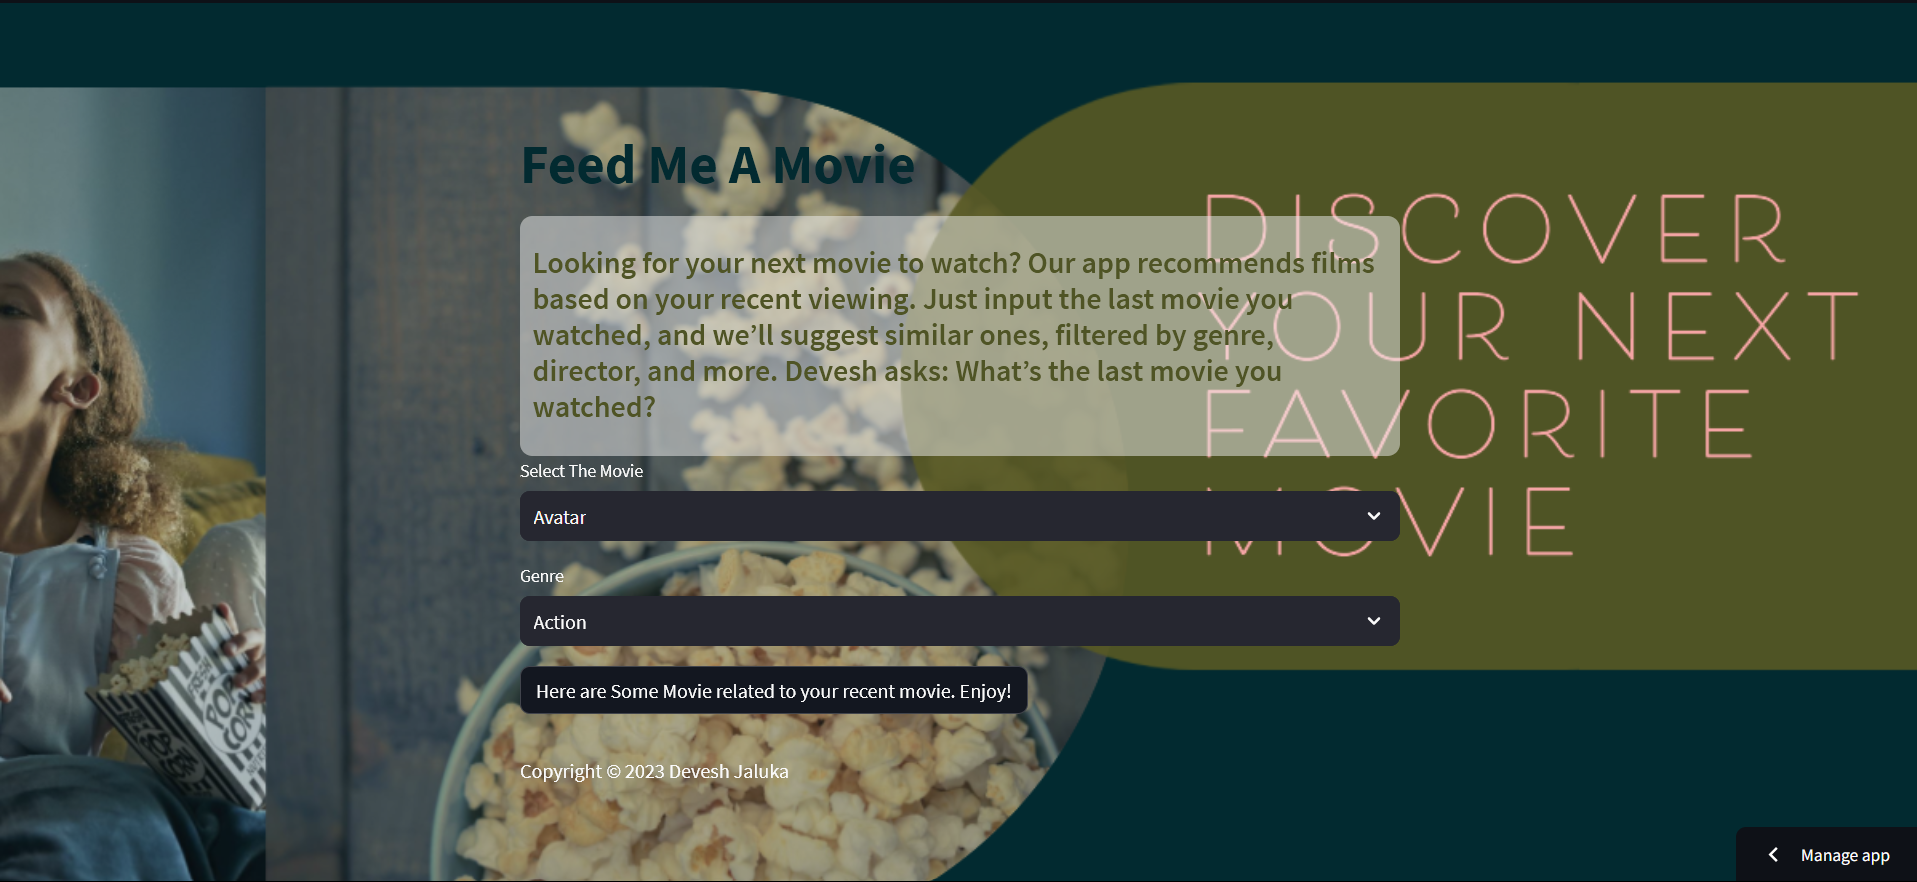 Feed Me A Movie
Looking for your next movie to watch? Our app recommends films
based on your recent viewing. Just input the last movie you
watched, and we’ll suggest similar ones, filtered by genre,
director, and more. Devesh asks: What’s the last movie you
watched?
Select The Movie
Avatar
Genre
Action
Here are Some Movie related to your recent movie. Enjoy!
Copyright © 2023 Devesh Jaluka
DISCOVER
YOUR NEXT
FAVORITE
MOVIE
FRESH
POP
CORN
Manage app